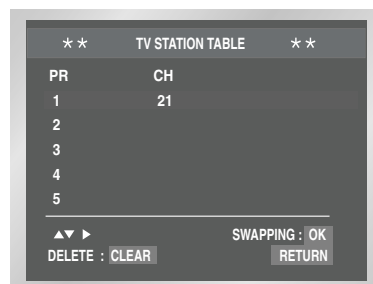 ** TV STATION TABLE **
PR CH
1 21
2
3
4
5
▲▼ ▶ SWAPPING : OK
DELETE : CLEAR RETURN